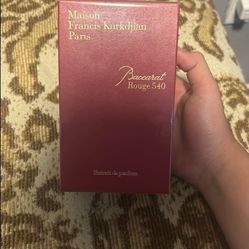 Maison
Francis Kurkdjian
Paris
Baccarat
Rouge 540
Extrait de parfum